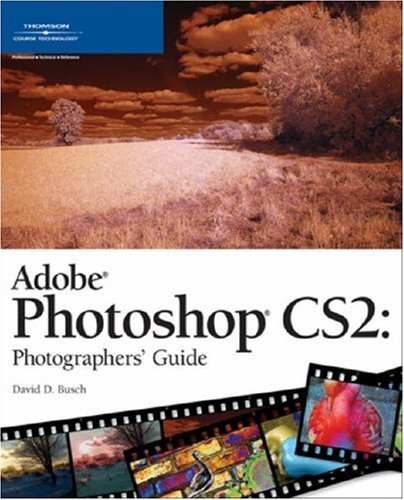 THOMSON
COURSE TECHNOLOGY
Professional ■ Technical ■ Reference
Adobe®
Photoshop® CS2:
Photographers' Guide
David D. Busch